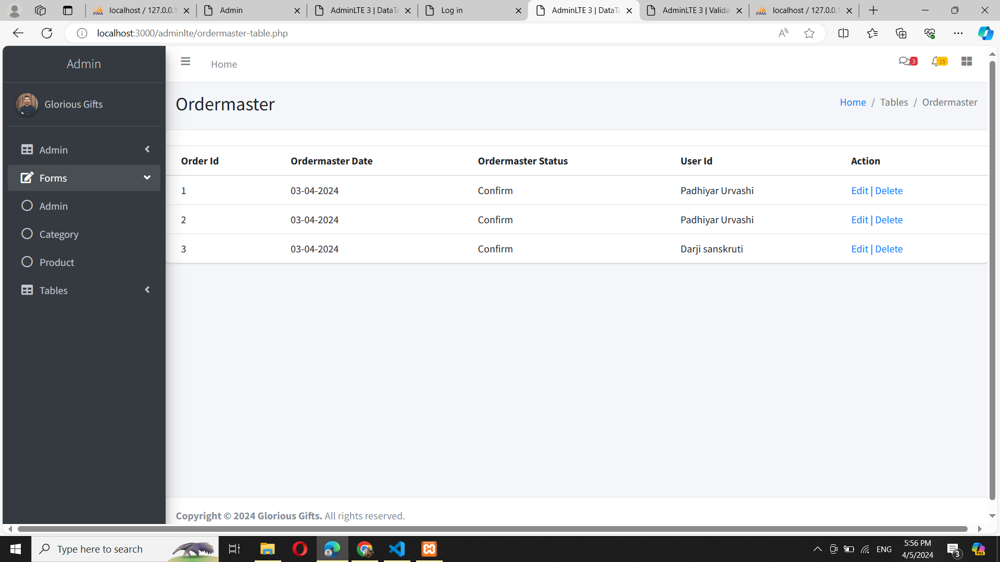 localhost / 127.0.0.1
Admin
AdminLTE 3 | DataTa
Log in
AdminLTE 3 | DataTa
AdminLTE 3 | Valida
localhost / 127.0.0.1
localhost:3000/adminlte/ordermaster-table.php
Admin
Home
3
15
Glorious Gifts
Ordermaster
Home / Tables / Ordermaster
Admin
Forms
Admin
Category
Product
Tables
Order Id Ordermaster Date Ordermaster Status User Id Action
1 03-04-2024 Confirm Padhiyar Urvashi Edit | Delete
2 03-04-2024 Confirm Padhiyar Urvashi Edit | Delete
3 03-04-2024 Confirm Darji sanskruti Edit | Delete
Copyright © 2024 Glorious Gifts. All rights reserved.
Type here to search
ENG
5:56 PM
4/5/2024
3
PRE